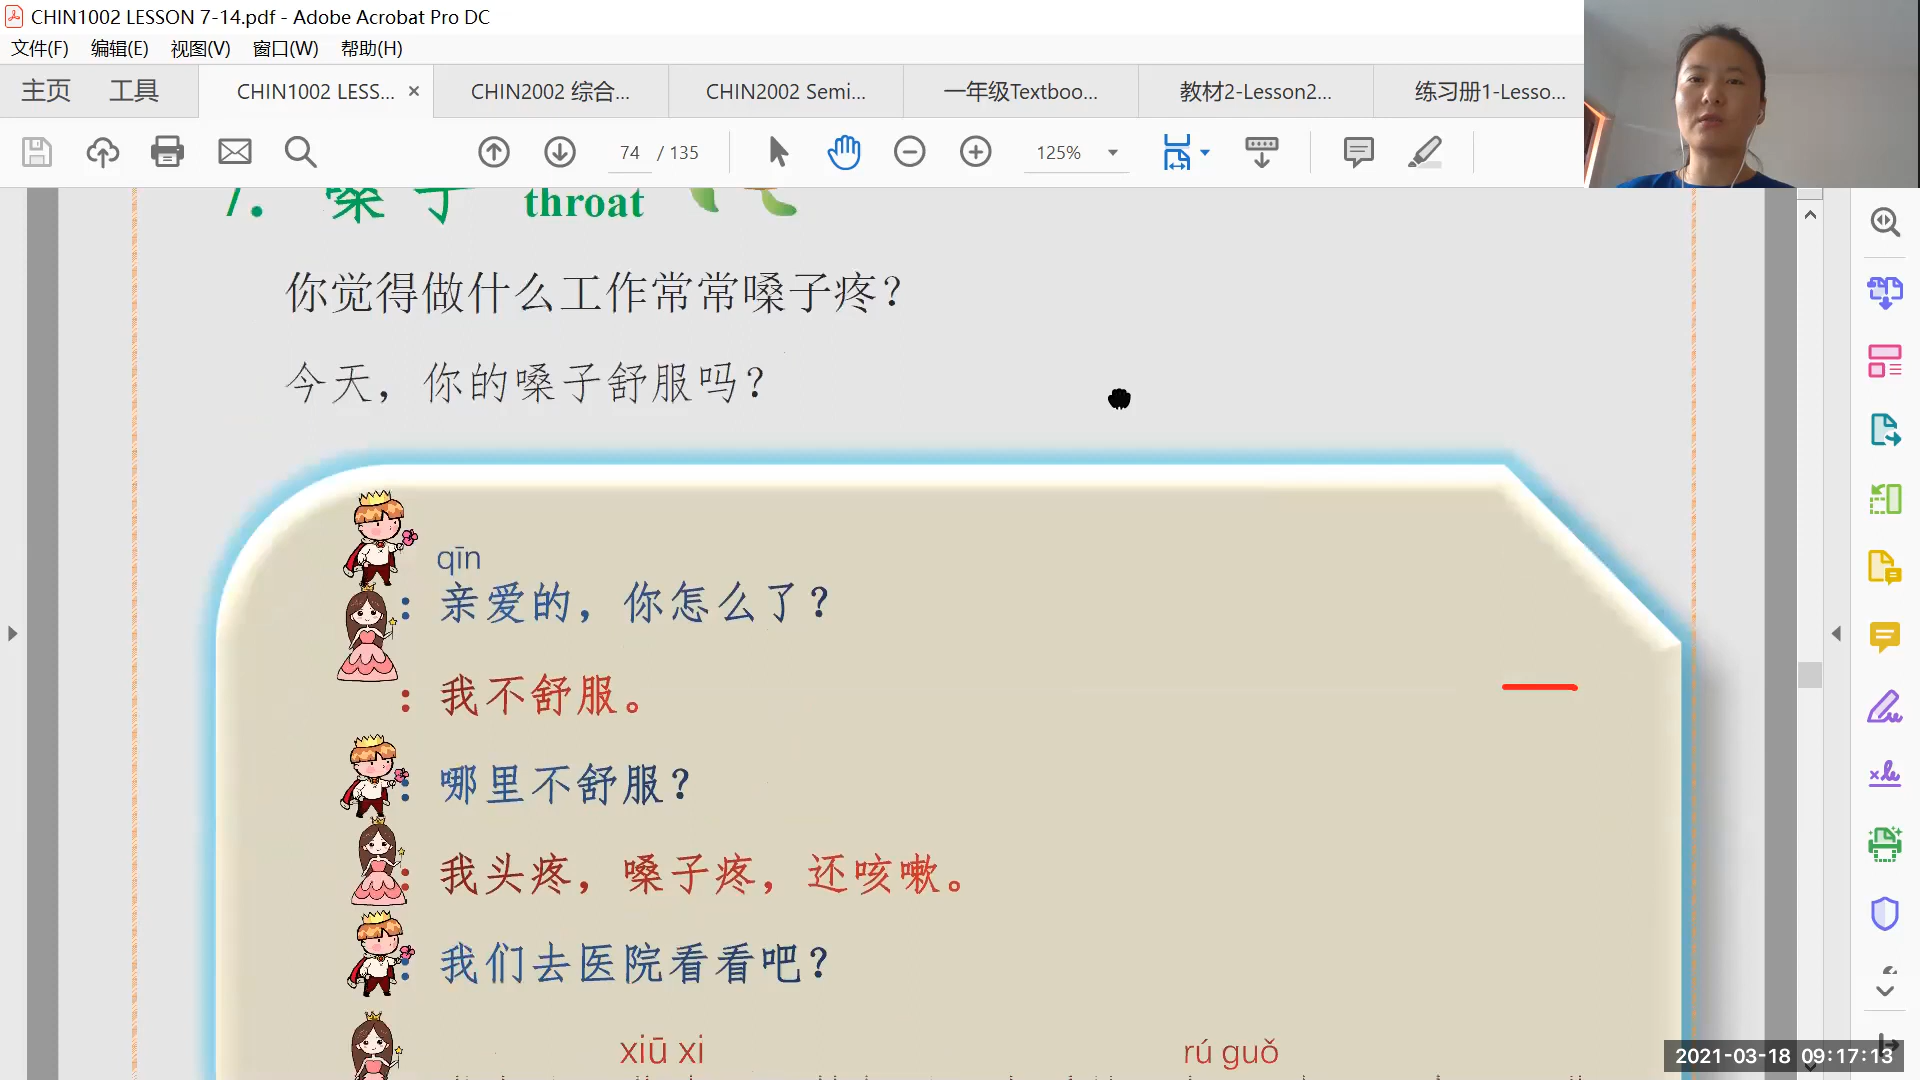 CHIN1002 LESSON 7-14.pdf - Adobe Acrobat Pro DC
文件(F) 编辑(E) 视图(V) 窗口(W) 帮助(H)
主页 工具 CHIN1002 LESS... × CHIN2002 综合... CHIN2002 Semi... 一年级Textboo... 教材2-Lesson2... 练习册1-Lesso...
74 / 135 125%
7. 嗓子 throat
你觉得做什么工作常常嗓子疼？
今天，你的嗓子舒服吗？
qīn
：亲爱的，你怎么了？
：我不舒服。
：哪里不舒服？
：我头疼，嗓子疼，还咳嗽。
：我们去医院看看吧？
xiū xi rú guǒ
2021-03-18 09:17:13